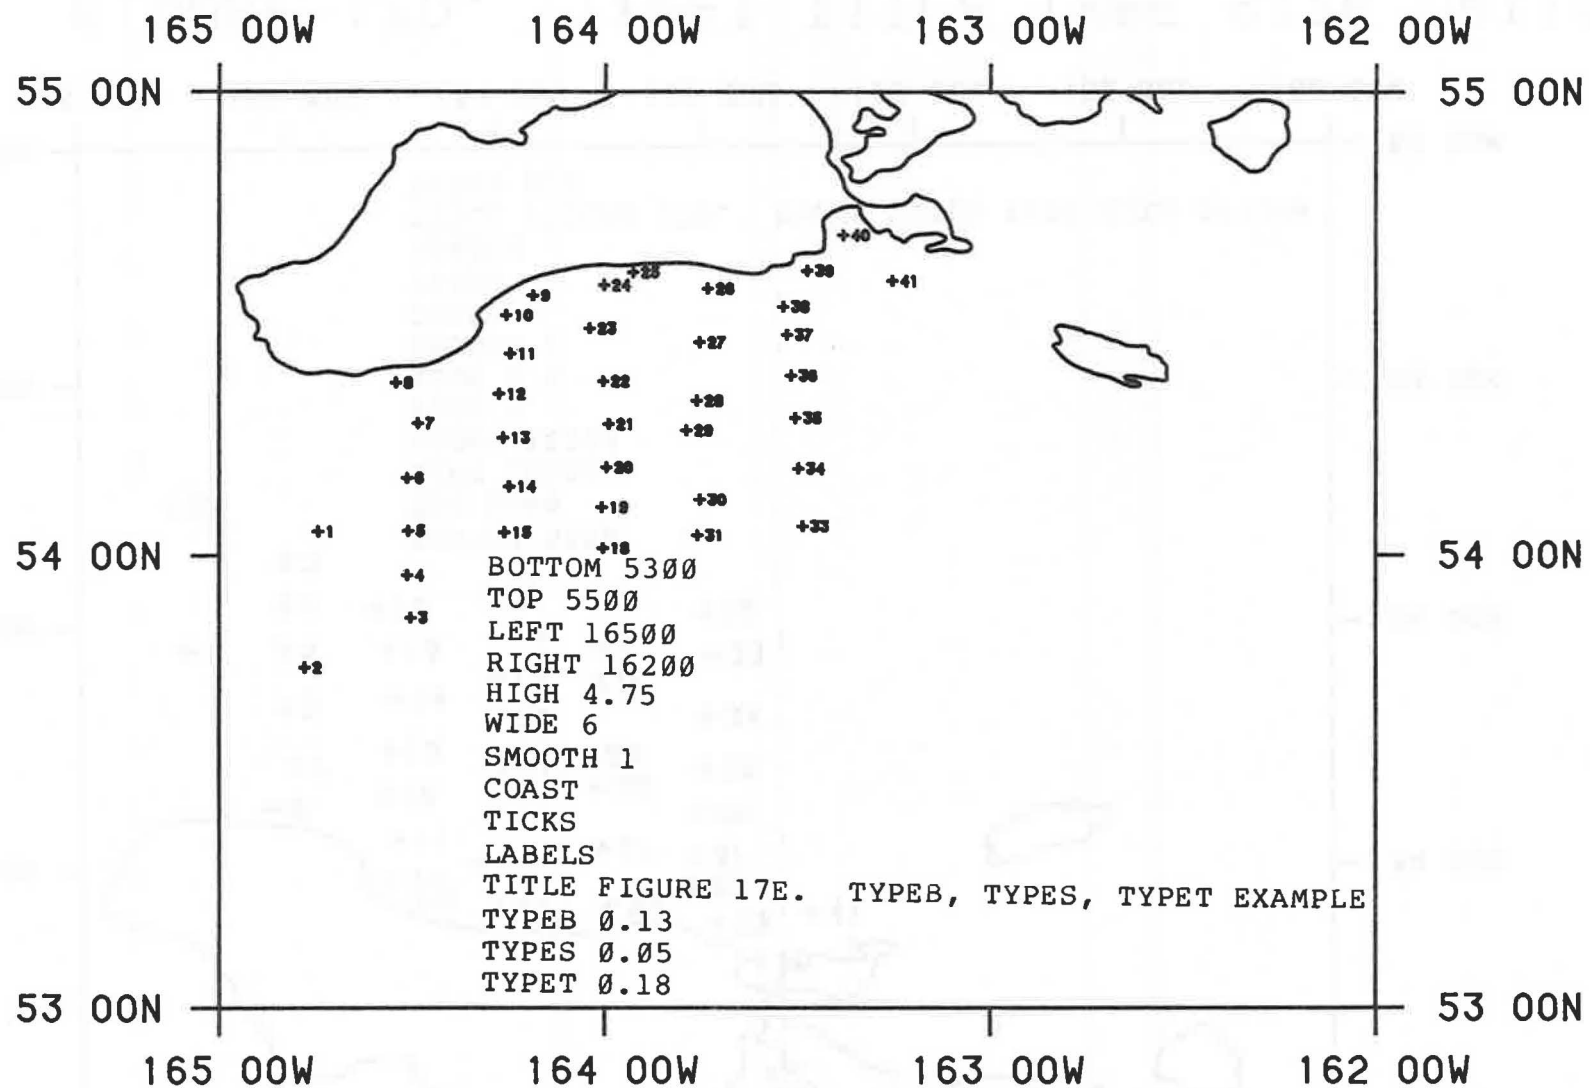 165 00W 164 00W 163 00W 162 00W
55 00N 55 00N
+40
+25 +39
+24 +41
+26
+9
+38
+10
+23
+37
+27
+11
+36
+8 +22
+12
+28
+35
+7 +21
+29
+13
+20 +34
+6
+14
+30
+19
+33
+1 +5 +15
+31
+18
54 00N 54 00N
BOTTOM 5300
+4
TOP 5500
+3
LEFT 16500
+2 RIGHT 16200
HIGH 4.75
WIDE 6
SMOOTH 1
COAST
TICKS
LABELS
TITLE FIGURE 17E. TYPEB, TYPES, TYPET EXAMPLE
TYPEB 0.13
TYPES 0.05
TYPET 0.18
53 00N 53 00N
165 00W 164 00W 163 00W 162 00W